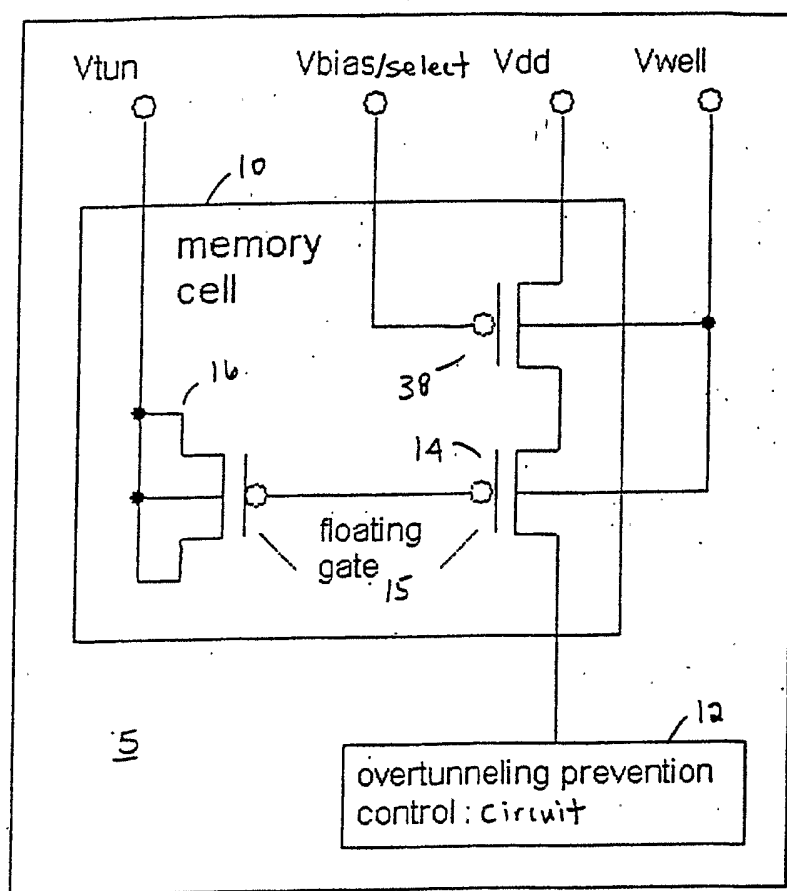 Vtun Vbias/select Vdd Vwell
10
memory
cell
16
38
14
floating
gate 15
5
12
overtunneling prevention
control: circuit